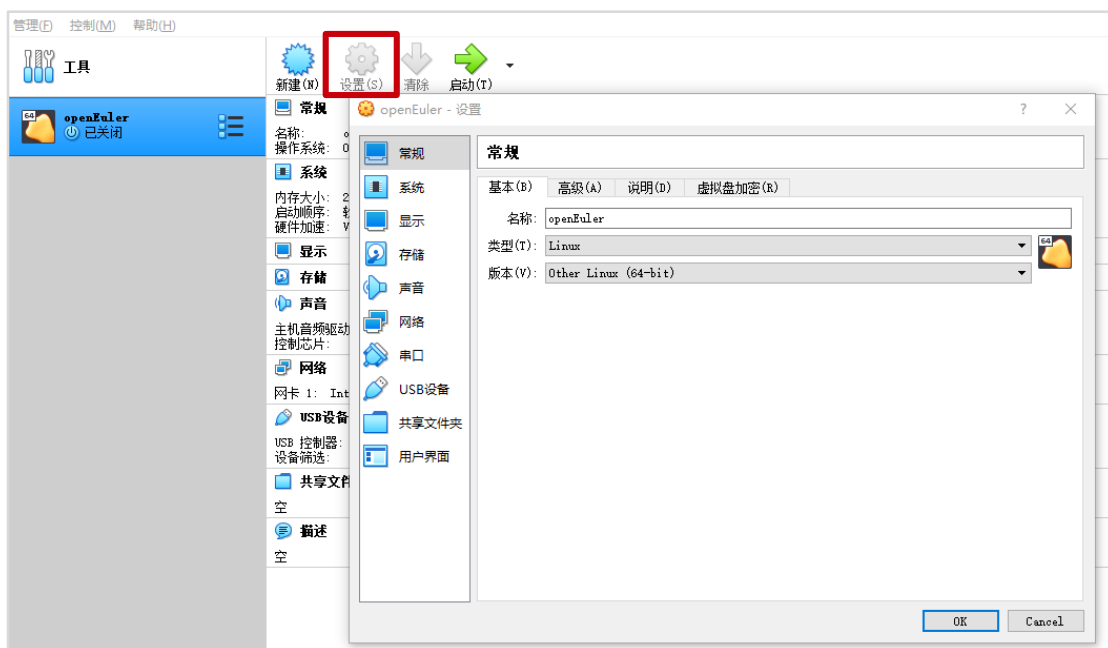 管理(F) 控制(M) 帮助(H)
工具
新建(N) 设置(S) 清除 启动(T)
64 openEuler
已关闭
常规
名称:
操作系统:
系统
内存大小: 2
启动顺序:
硬件加速:
显示
存储
声音
主机音频驱动
控制芯片:
网络
网卡 1: Int
USB设备
USB 控制器:
设备筛选:
共享文件
空
描述
空
openEuler - 设置 ?
常规
系统
显示
存储
声音
网络
串口
USB设备
共享文件夹
用户界面
常规
基本(B) 高级(A) 说明(D) 虚拟盘加密(R)
名称: openEuler
类型(T): Linux
64
版本(V): Other Linux (64-bit)
OK Cancel